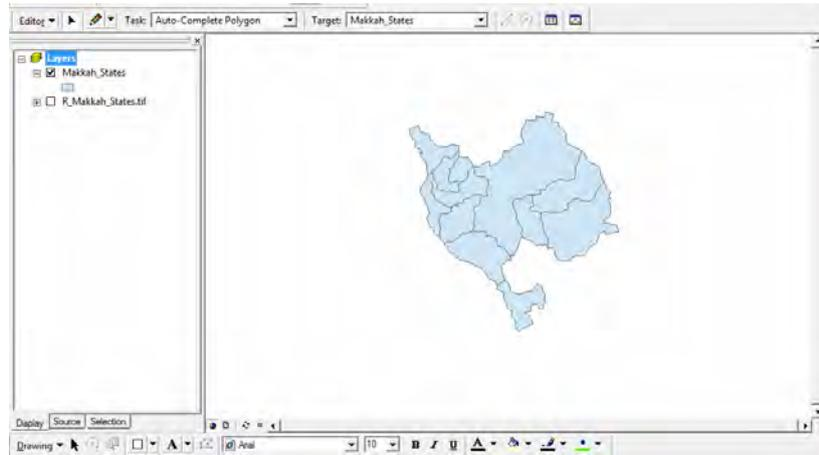 Editor Task: Auto-Complete Polygon Target: Makkah_States
Layers
Makkah_States
R_Makkah_States.tif
Display Source Selection
Drawing A Arial 10 B I U A